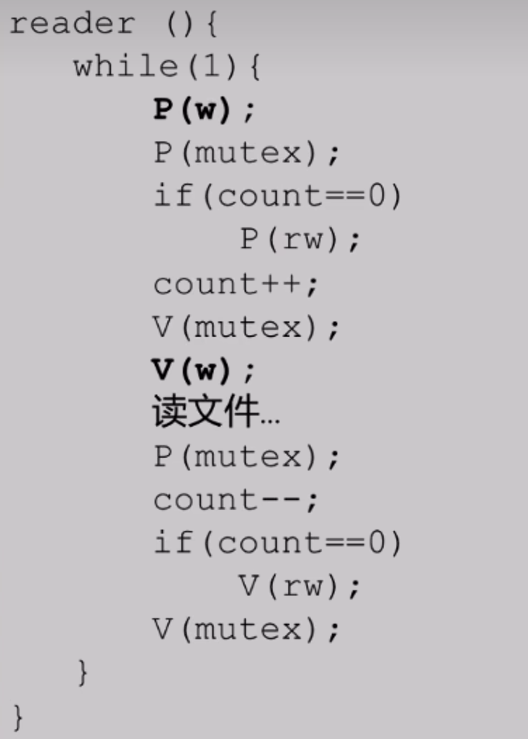 reader (){
    while(1){
        P(w);
        P(mutex);
        if(count==0)
            P(rw);
        count++;
        V(mutex);
        V(w);
        读文件…
        P(mutex);
        count--;
        if(count==0)
            V(rw);
        V(mutex);
    }
}